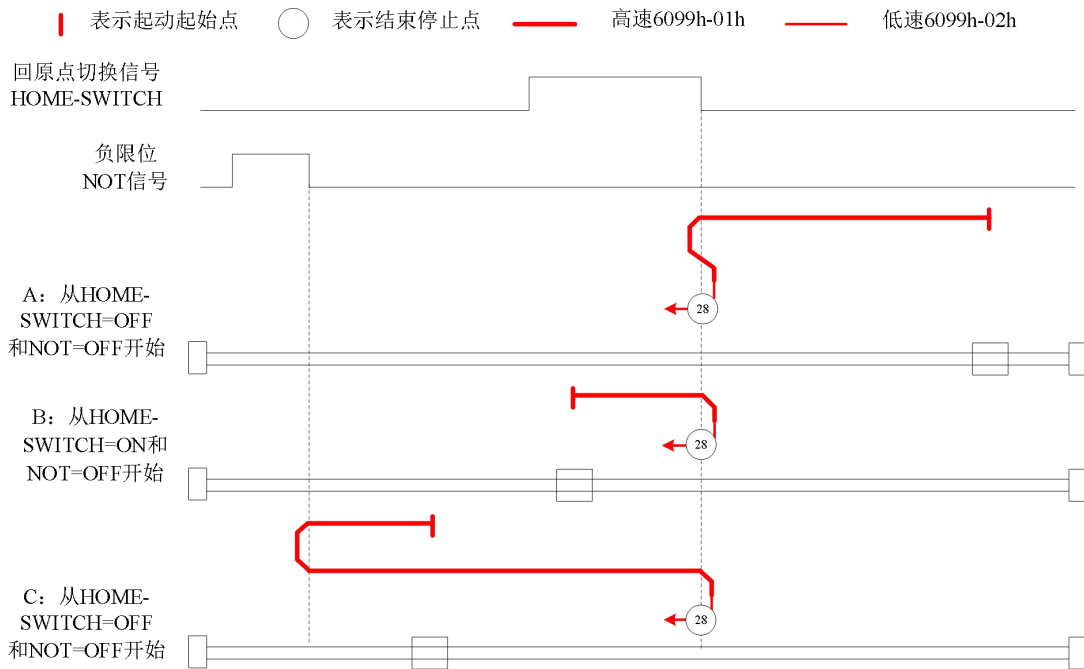 表示起动起始点
表示结束停止点
高速6099h-01h
低速6099h-02h
回原点切换信号
HOME-SWITCH
负限位
NOT信号
28
A：从HOME-
SWITCH=OFF
和NOT=OFF开始
28
B：从HOME-
SWITCH=ON和
NOT=OFF开始
28
C：从HOME-
SWITCH=OFF
和NOT=OFF开始